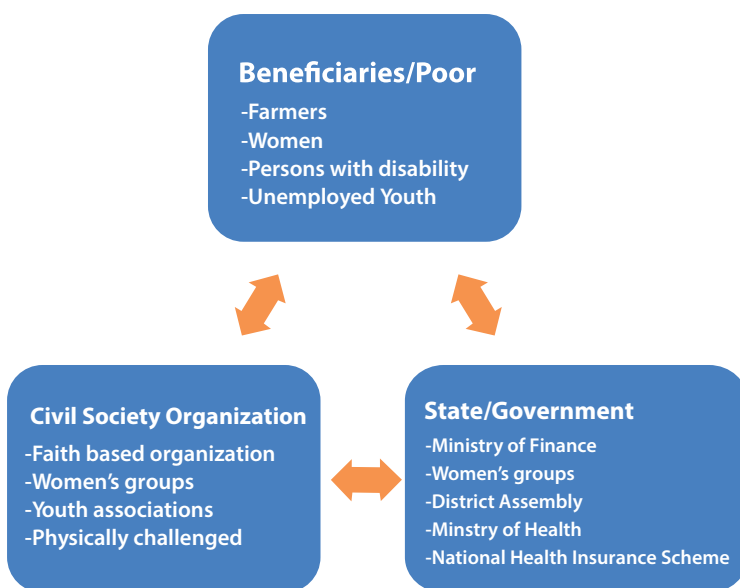 Beneficiaries/Poor
-Farmers
-Women
-Persons with disability
-Unemployed Youth
Civil Society Organization
-Faith based organization
-Women's groups
-Youth associations
-Physically challenged
State/Government
-Ministry of Finance
-Women's groups
-District Assembly
-Minstry of Health
-National Health Insurance Scheme